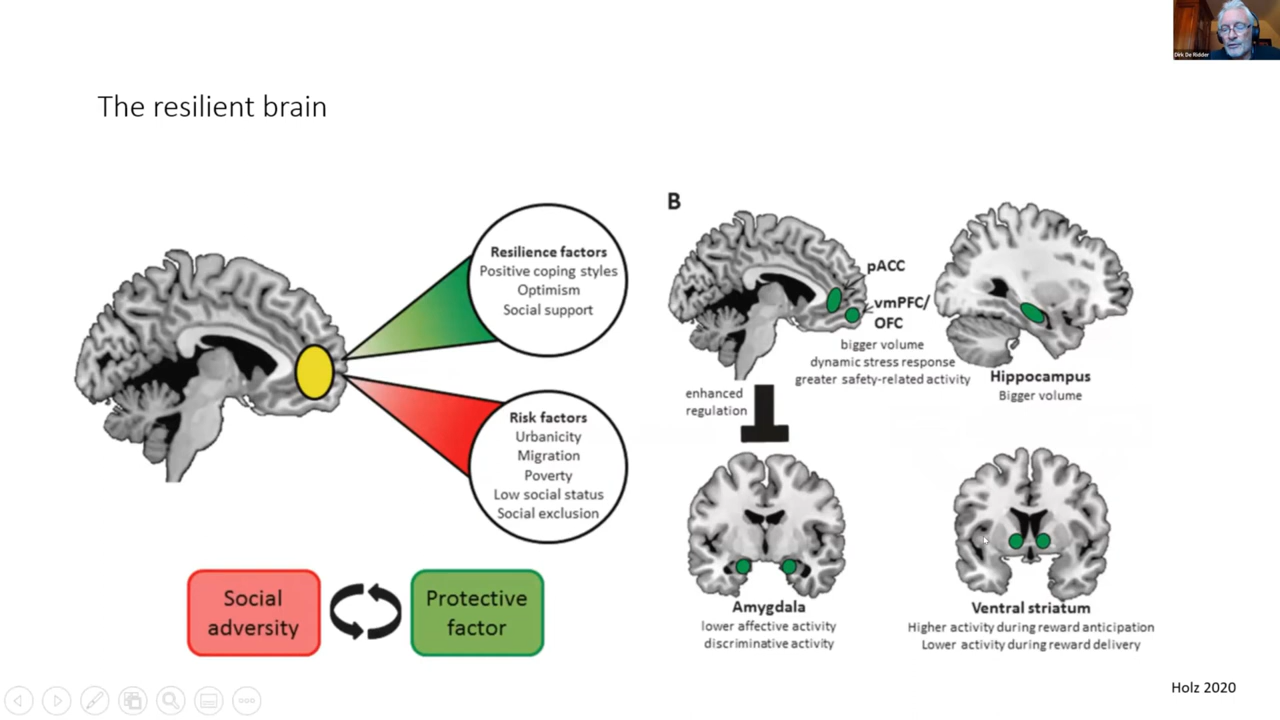 Dirk De Ridder
The resilient brain
Resilience factors
Positive coping styles
Optimism
Social support
Risk factors
Urbanicity
Migration
Poverty
Low social status
Social exclusion
Social
adversity
Protective
factor
B
pACC
vmPFC/
OFC
bigger volume
dynamic stress response
greater safety-related activity
Hippocampus
Bigger volume
enhanced
regulation
Amygdala
lower affective activity
discriminative activity
Ventral striatum
Higher activity during reward anticipation
Lower activity during reward delivery
Holz 2020